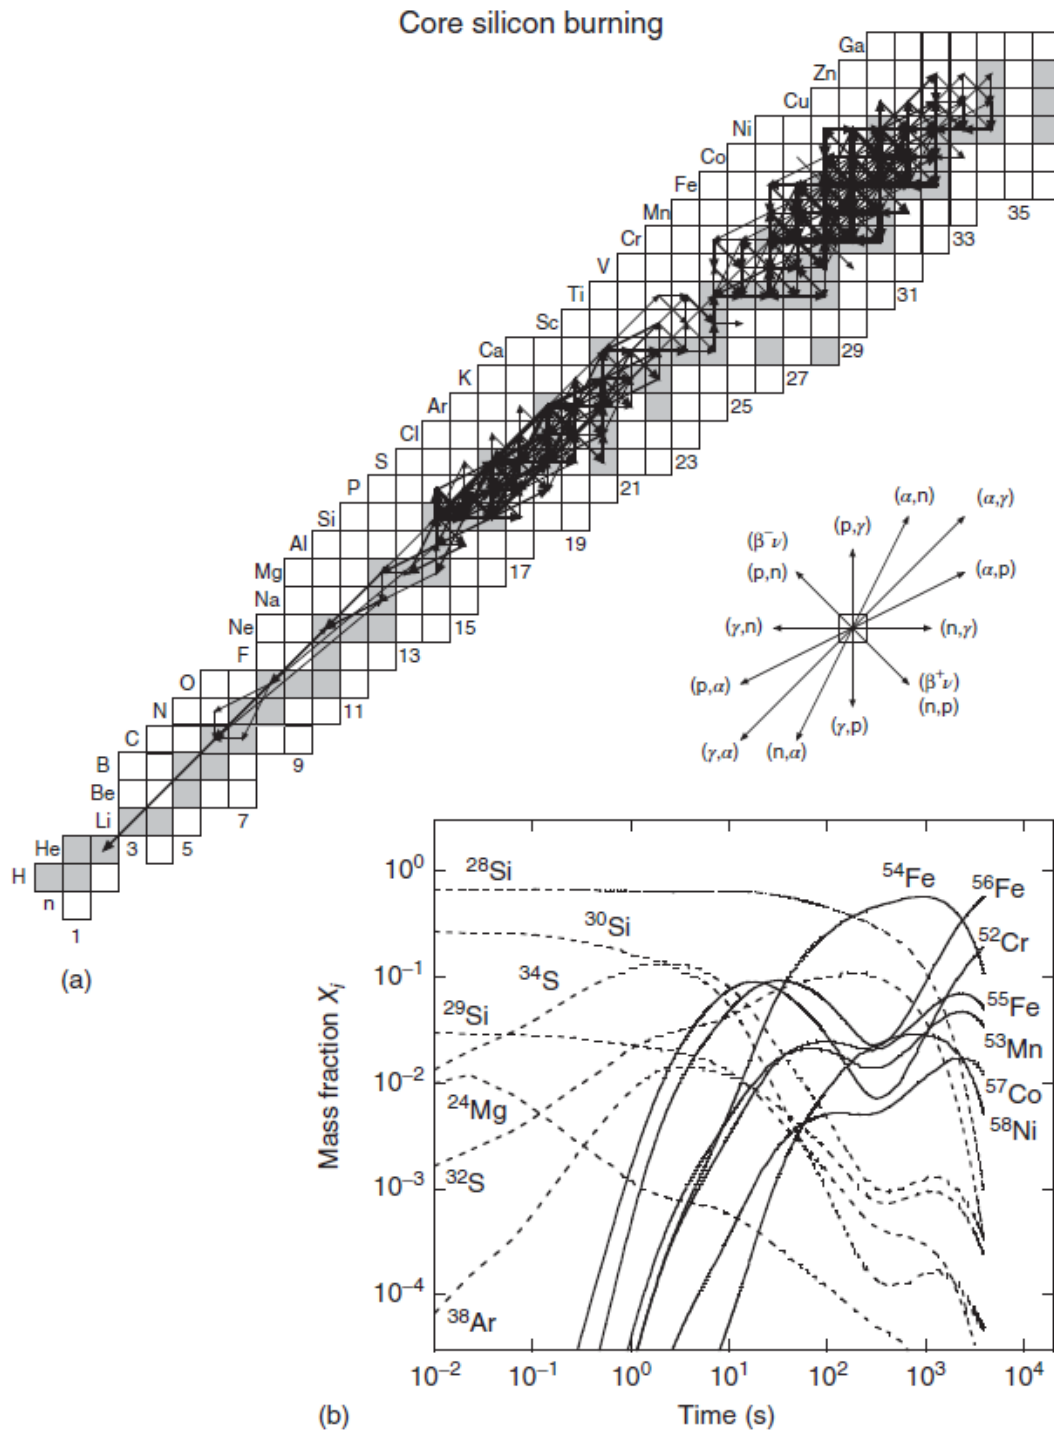 Core silicon burning
Ga
Zn
Cu
Ni
Co
Fe
Mn
Cr
V
Ti
Sc
Ca
K
Ar
Cl
S
P
Si
Al
Mg
Na
Ne
F
O
N
C
B
Be
Li
He
H
n
1
3
5
7
9
11
13
15
17
19
21
23
25
27
29
31
33
35
(α,n)
(α,γ)
(p,γ)
(β⁻ν)
(p,n)
(α,p)
(γ,n)
(n,γ)
(p,α)
(β⁺ν)
(n,p)
(γ,p)
(γ,α)
(n,α)
(a)
Mass fraction Xᵢ
10⁰
10⁻¹
10⁻²
10⁻³
10⁻⁴
²⁸Si
³⁰Si
³⁴S
²⁹Si
²⁴Mg
³²S
³⁸Ar
⁵⁴Fe
⁵⁶Fe
⁵²Cr
⁵⁵Fe
⁵³Mn
⁵⁷Co
⁵⁸Ni
10⁻² 10⁻¹ 10⁰ 10¹ 10² 10³ 10⁴
(b) Time (s)